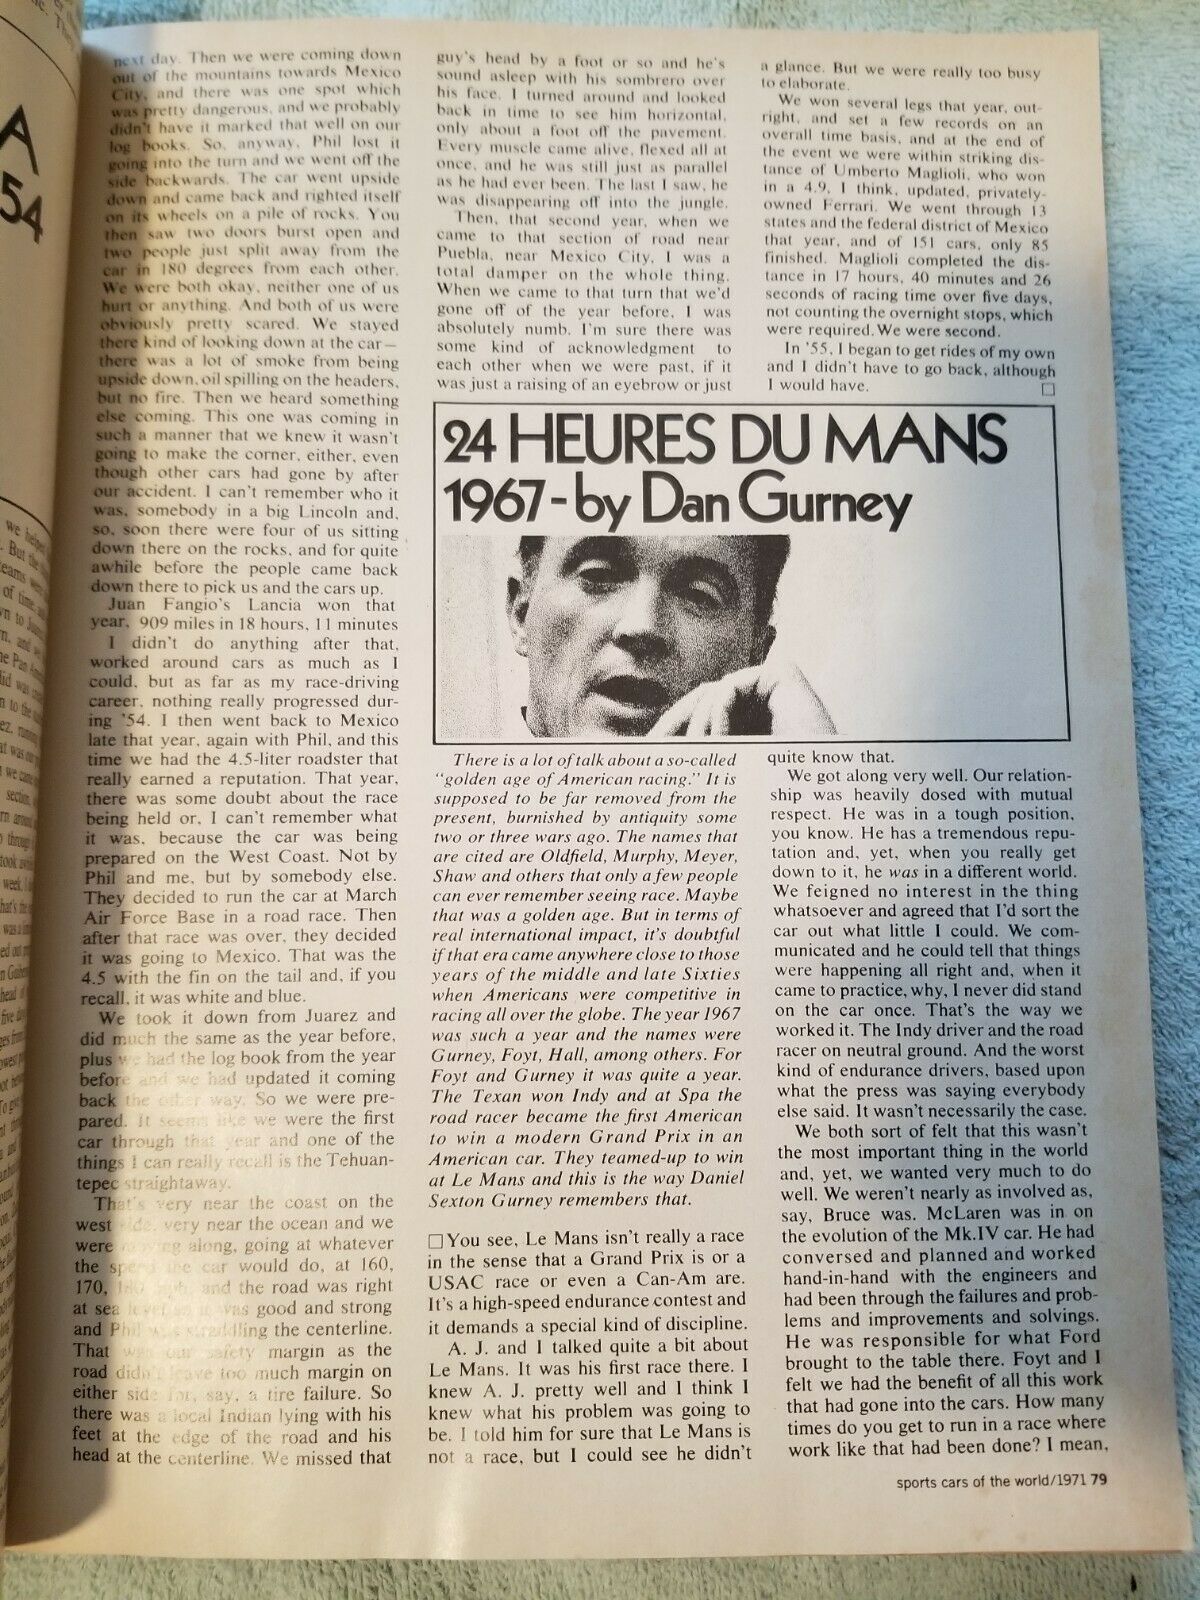 A
54
next day. Then we were coming down
out of the mountains towards Mexico
City, and there was one spot which
was pretty dangerous, and we probably
didn't have it marked that well on our
log books. So, anyway, Phil lost it
going into the turn and we went off the
side backwards. The car went upside
down and came back and righted itself
on its wheels on a pile of rocks. You
then saw two doors burst open and
two people just split away from the
car in 180 degrees from each other.
We were both okay, neither one of us
hurt or anything. And both of us were
obviously pretty scared. We stayed
there kind of looking down at the car—
there was a lot of smoke from being
upside down, oil spilling on the headers,
but no fire. Then we heard something
else coming. This one was coming in
such a manner that we knew it wasn't
going to make the corner, either, even
though other cars had gone by after
our accident. I can't remember who it
was, somebody in a big Lincoln and,
so, soon there were four of us sitting
down there on the rocks, and for quite
awhile before the people came back
down there to pick us and the cars up.
Juan Fangio's Lancia won that
year, 909 miles in 18 hours, 11 minutes
I didn't do anything after that,
worked around cars as much as I
could, but as far as my race-driving
career, nothing really progressed dur-
ing '54. I then went back to Mexico
late that year, again with Phil, and this
time we had the 4.5-liter roadster that
really earned a reputation. That year,
there was some doubt about the race
being held or, I can't remember what
it was, because the car was being
prepared on the West Coast. Not by
Phil and me, but by somebody else.
They decided to run the car at March
Air Force Base in a road race. Then
after that race was over, they decided
it was going to Mexico. That was the
4.5 with the fin on the tail and, if you
recall, it was white and blue.
We took it down from Juarez and
did much the same as the year before,
plus we had the log book from the year
before and we had updated it coming
back the other way. So we were pre-
pared. It seems like we were the first
car through that year and one of the
things I can really recall is the Tehuan-
tepec straightaway.
That's very near the coast on the
west side, very near the ocean and we
were moving along, going at whatever
the speed the car would do, at 160,
170, 180 mph, and the road was right
at sea level so it was good and strong
and Phil was straddling the centerline.
That was our safety margin as the
road didn't leave too much margin on
either side for, say, a tire failure. So
there was a local Indian lying with his
feet at the edge of the road and his
head at the centerline. We missed that
guy's head by a foot or so and he's
sound asleep with his sombrero over
his face. I turned around and looked
back in time to see him horizontal,
only about a foot off the pavement.
Every muscle came alive, flexed all at
once, and he was still just as parallel
as he had ever been. The last I saw, he
was disappearing off into the jungle.
Then, that second year, when we
came to that section of road near
Puebla, near Mexico City, I was a
total damper on the whole thing.
When we came to that turn that we'd
gone off of the year before, I was
absolutely numb. I'm sure there was
some kind of acknowledgment to
each other when we were past, if it
was just a raising of an eyebrow or just
a glance. But we were really too busy
to elaborate.
We won several legs that year, out-
right, and set a few records on an
overall time basis, and at the end of
the event we were within striking dis-
tance of Umberto Maglioli, who won
in a 4.9, I think, updated, privately-
owned Ferrari. We went through 13
states and the federal district of Mexico
that year, and of 151 cars, only 85
finished. Maglioli completed the dis-
tance in 17 hours, 40 minutes and 26
seconds of racing time over five days,
not counting the overnight stops, which
were required. We were second.
In '55, I began to get rides of my own
and I didn't have to go back, although
I would have. □
24 HEURES DU MANS
1967-by Dan Gurney
There is a lot of talk about a so-called
"golden age of American racing." It is
supposed to be far removed from the
present, burnished by antiquity some
two or three wars ago. The names that
are cited are Oldfield, Murphy, Meyer,
Shaw and others that only a few people
can ever remember seeing race. Maybe
that was a golden age. But in terms of
real international impact, it's doubtful
if that era came anywhere close to those
years of the middle and late Sixties
when Americans were competitive in
racing all over the globe. The year 1967
was such a year and the names were
Gurney, Foyt, Hall, among others. For
Foyt and Gurney it was quite a year.
The Texan won Indy and at Spa the
road racer became the first American
to win a modern Grand Prix in an
American car. They teamed-up to win
at Le Mans and this is the way Daniel
Sexton Gurney remembers that.
□ You see, Le Mans isn't really a race
in the sense that a Grand Prix is or a
USAC race or even a Can-Am are.
It's a high-speed endurance contest and
it demands a special kind of discipline.
A. J. and I talked quite a bit about
Le Mans. It was his first race there. I
knew A. J. pretty well and I think I
knew what his problem was going to
be. I told him for sure that Le Mans is
not a race, but I could see he didn't
quite know that.
We got along very well. Our relation-
ship was heavily dosed with mutual
respect. He was in a tough position,
you know. He has a tremendous repu-
tation and, yet, when you really get
down to it, he was in a different world.
We feigned no interest in the thing
whatsoever and agreed that I'd sort the
car out what little I could. We com-
municated and he could tell that things
were happening all right and, when it
came to practice, why, I never did stand
on the car once. That's the way we
worked it. The Indy driver and the road
racer on neutral ground. And the worst
kind of endurance drivers, based upon
what the press was saying everybody
else said. It wasn't necessarily the case.
We both sort of felt that this wasn't
the most important thing in the world
and, yet, we wanted very much to do
well. We weren't nearly as involved as,
say, Bruce was. McLaren was in on
the evolution of the Mk.IV car. He had
conversed and planned and worked
hand-in-hand with the engineers and
had been through the failures and prob-
lems and improvements and solvings.
He was responsible for what Ford
brought to the table there. Foyt and I
felt we had the benefit of all this work
that had gone into the cars. How many
times do you get to run in a race where
work like that had been done? I mean,
sports cars of the world/1971 79